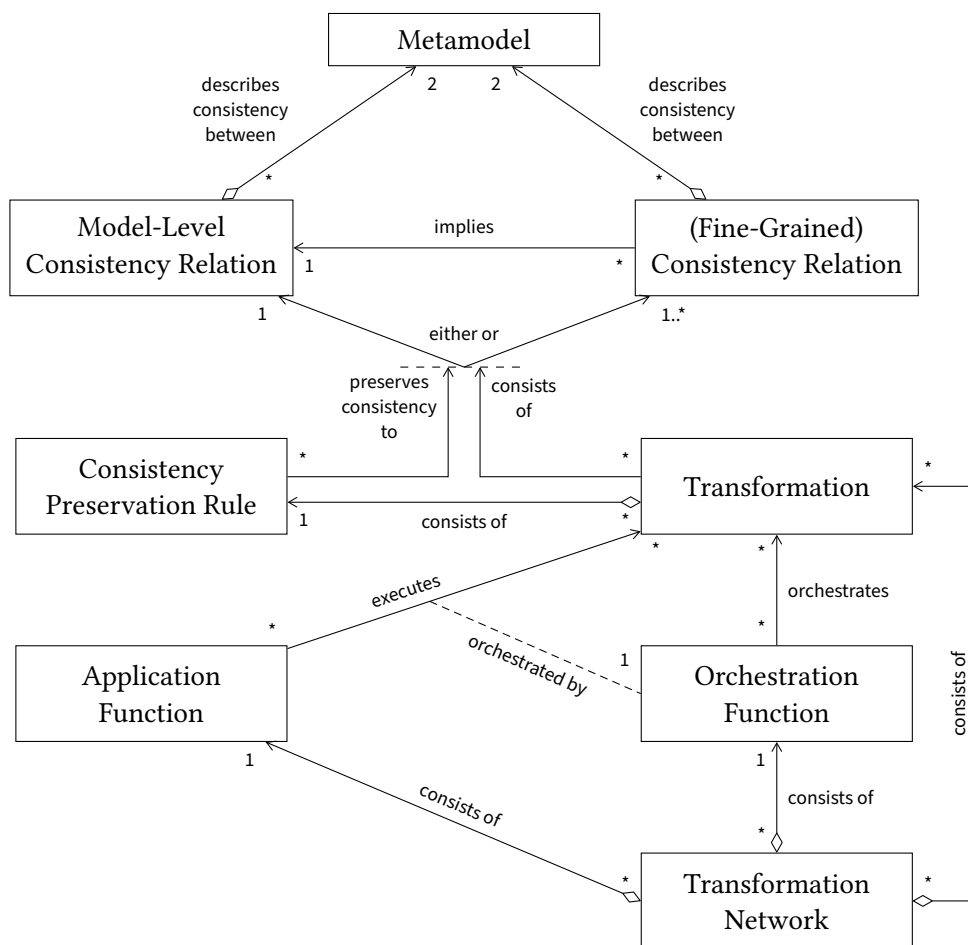 Metamodel
describes
consistency
between
2
2
describes
consistency
between
*
*
Model-Level
Consistency Relation
implies
1
*
(Fine-Grained)
Consistency Relation
1
either or
1..*
preserves
consistency
to
consists
of
*
*
Consistency
Preservation Rule
Transformation
*
1
consists of
*
*
*
executes
orchestrates
*
*
orchestrated by
1
consists of
Application
Function
Orchestration
Function
1
1
consists of
consists of
*
*
*
Transformation
Network